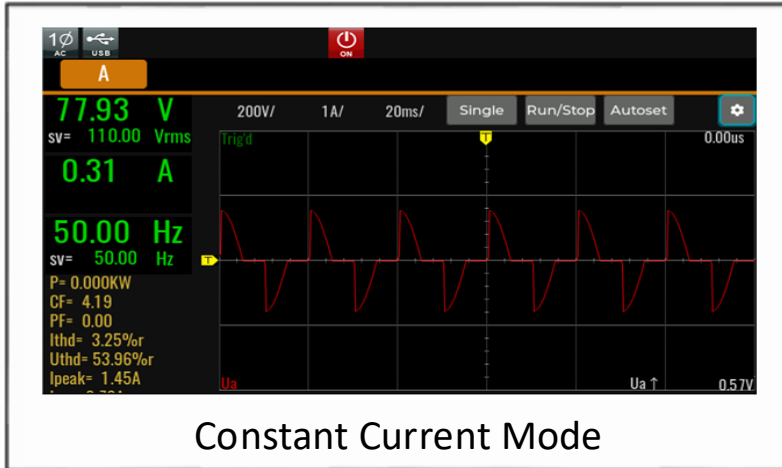 1Ø
AC
USB
ON
A
77.93 V
sv= 110.00 Vrms
0.31 A
50.00 Hz
sv= 50.00 Hz
P= 0.000KW
CF= 4.19
PF= 0.00
Ithd= 3.25%r
Uthd= 53.96%r
Ipeak= 1.45A
200V/ 1A/ 20ms/ Single Run/Stop Autoset
Trig'd T 0.00us
T
Ua Ua↑ 0.57V
Constant Current Mode